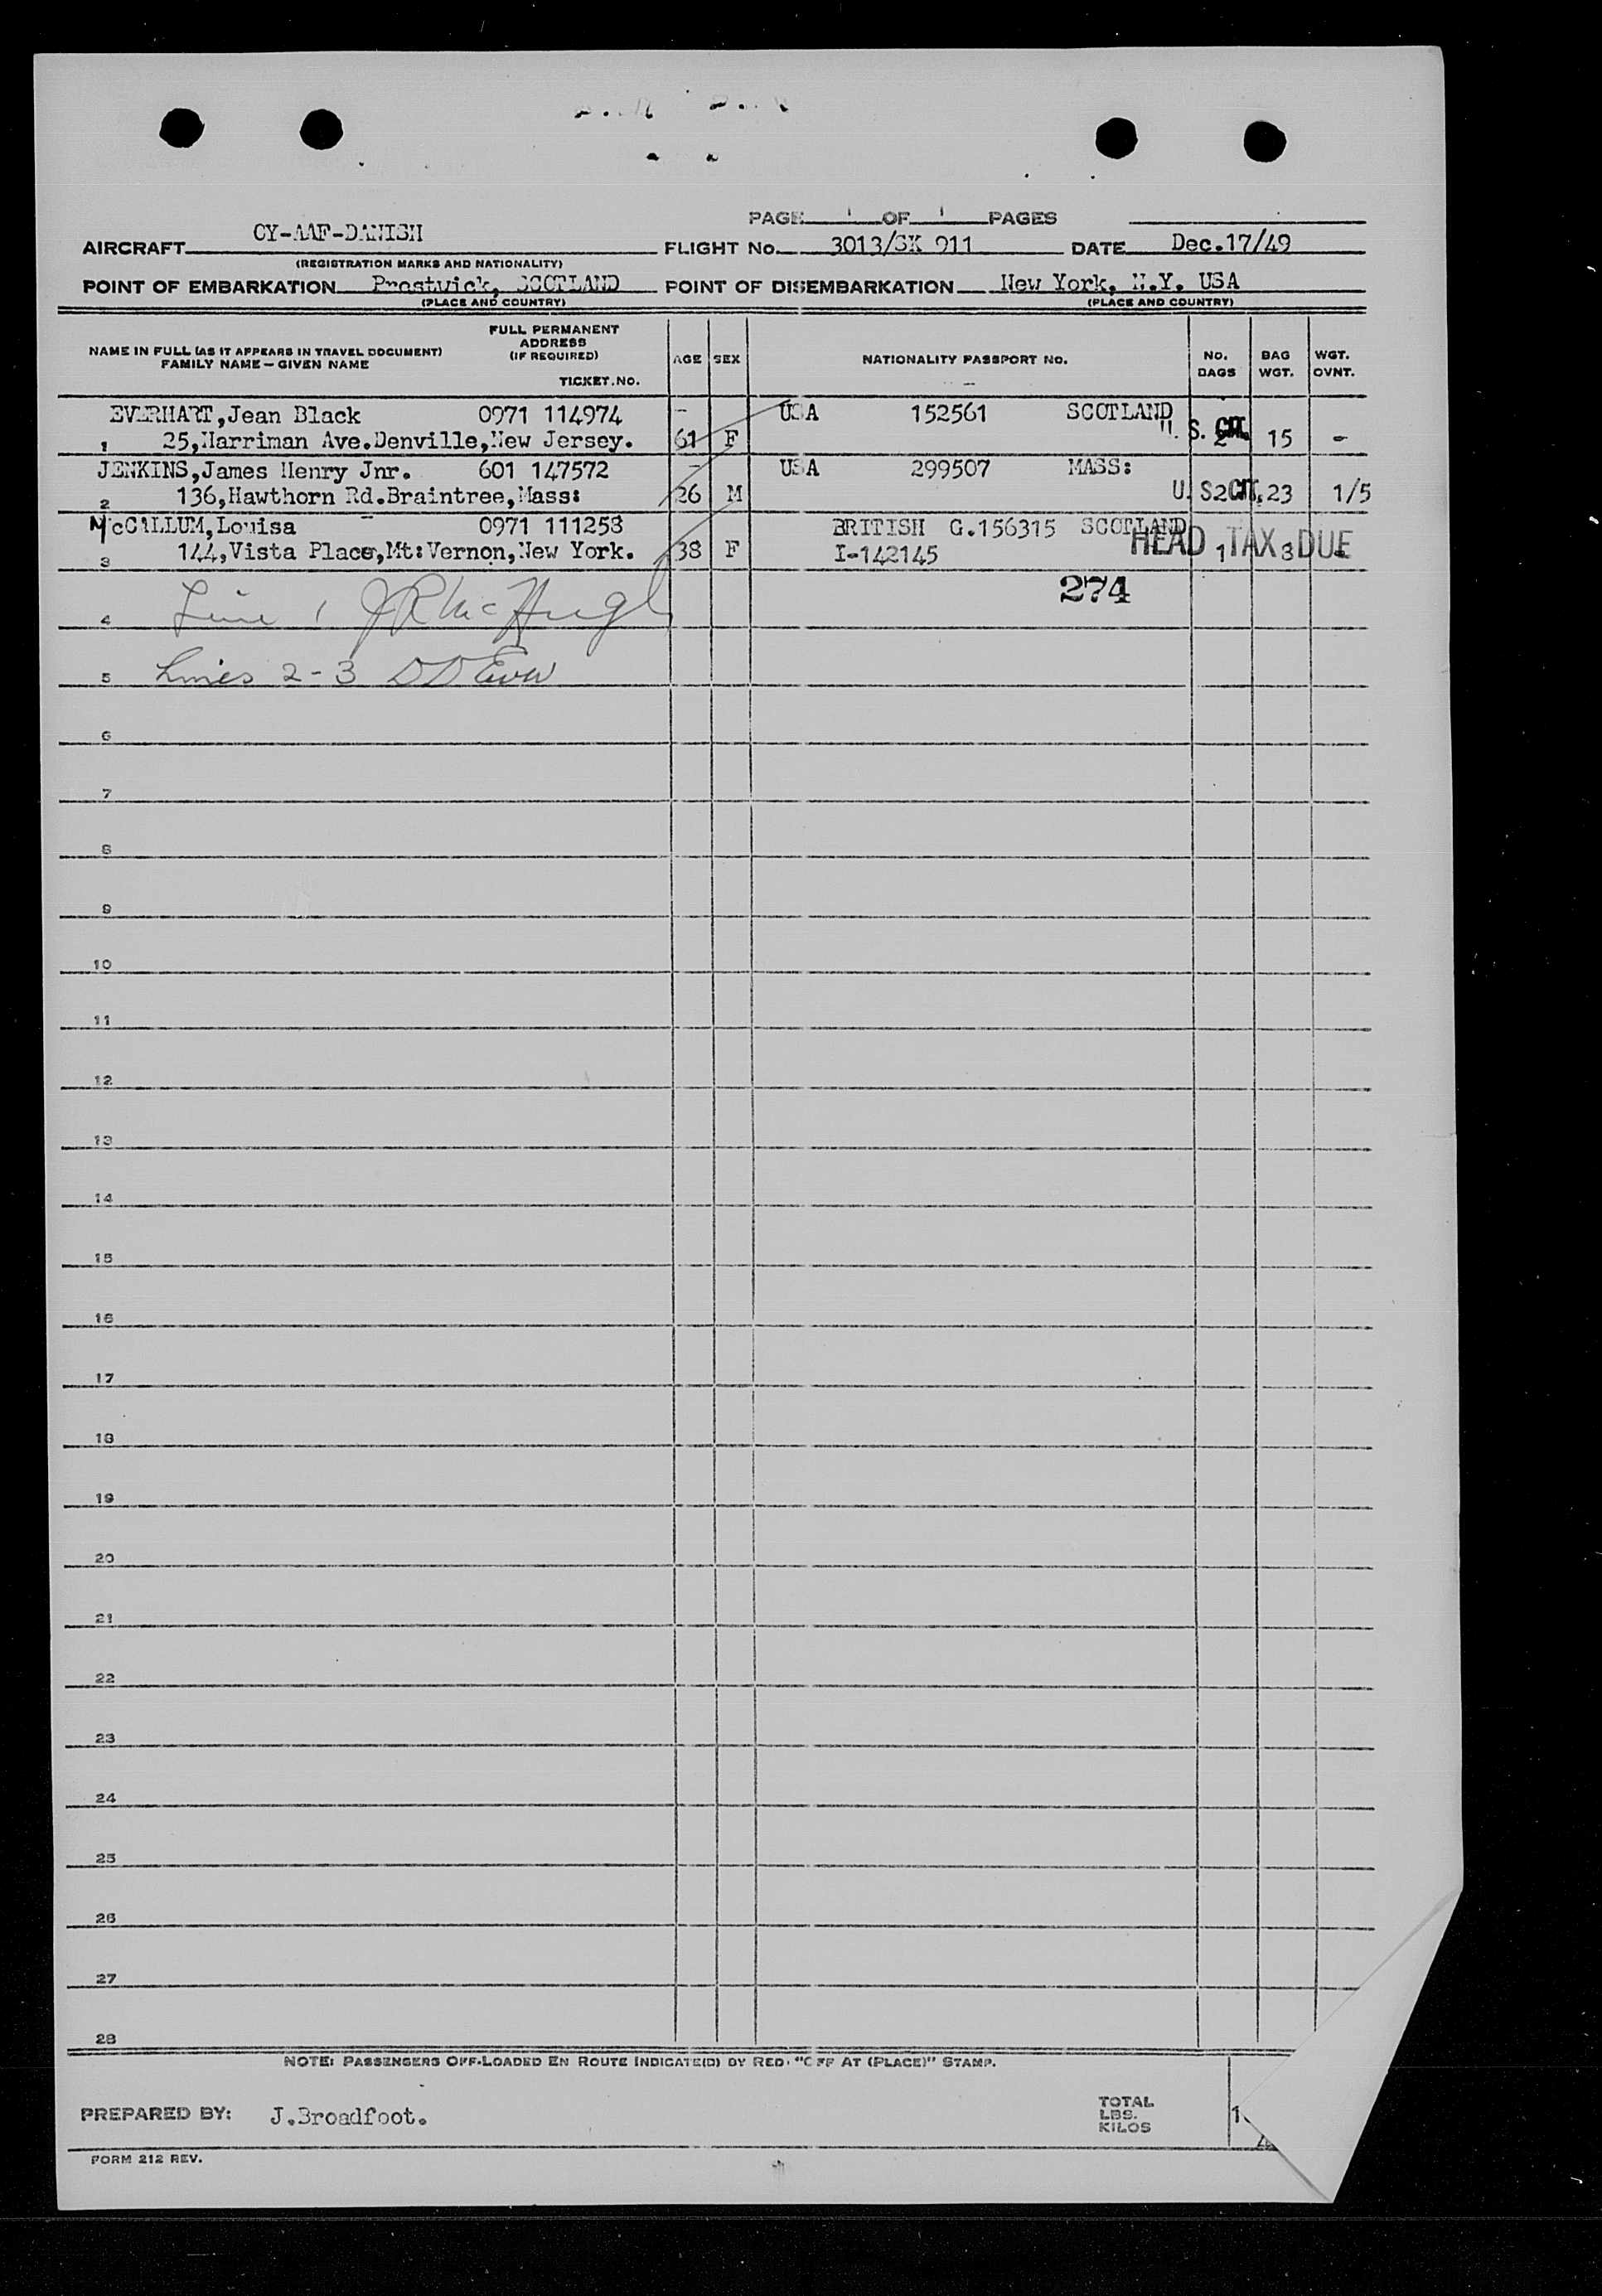 PAGE 1 OF 1 PAGES
AIRCRAFT OY-AAF-DANISH FLIGHT No. 3013/SK 911 DATE Dec.17/49
(REGISTRATION MARKS AND NATIONALITY)
POINT OF EMBARKATION Prestwick, SCOTLAND POINT OF DISEMBARKATION New York, N.Y. USA
(PLACE AND COUNTRY) (PLACE AND COUNTRY)
NAME IN FULL (AS IT APPEARS IN TRAVEL DOCUMENT)
FAMILY NAME — GIVEN NAME
FULL PERMANENT
ADDRESS
(IF REQUIRED)
TICKET.NO.
AGE SEX NATIONALITY PASSPORT NO.
NO.
BAGS
BAG
WGT.
WGT.
OVNT.
EVERHART,Jean Black 0971 114974 - USA 152561 SCOTLAND
1 25,Harriman Ave.Denville,New Jersey. 61 F U. S. CIT. 2 15 -
JENKINS,James Henry Jnr. 601 147572 - USA 299507 MASS:
2 136,Hawthorn Rd.Braintree,Mass: 26 M U. S. CIT. 2 23 1/5
McCALLUM,Louisa 0971 111258 BRITISH G.156315 SCOTLAND
3 144,Vista Place,Mt:Vernon,New York. 38 F I-142145 HEAD TAX DUE 1 3 -
274
4 Line 1 J R McHugh
5 Lines 2-3 D D
6
7
8
9
10
11
12
13
14
15
16
17
18
19
20
21
22
23
24
25
26
27
28
NOTE: PASSENGERS OFF-LOADED EN ROUTE INDICATE(D) BY RED "OFF AT (PLACE)" STAMP.
PREPARED BY: J.Broadfoot.
TOTAL
LBS.
KILOS
FORM 212 REV.